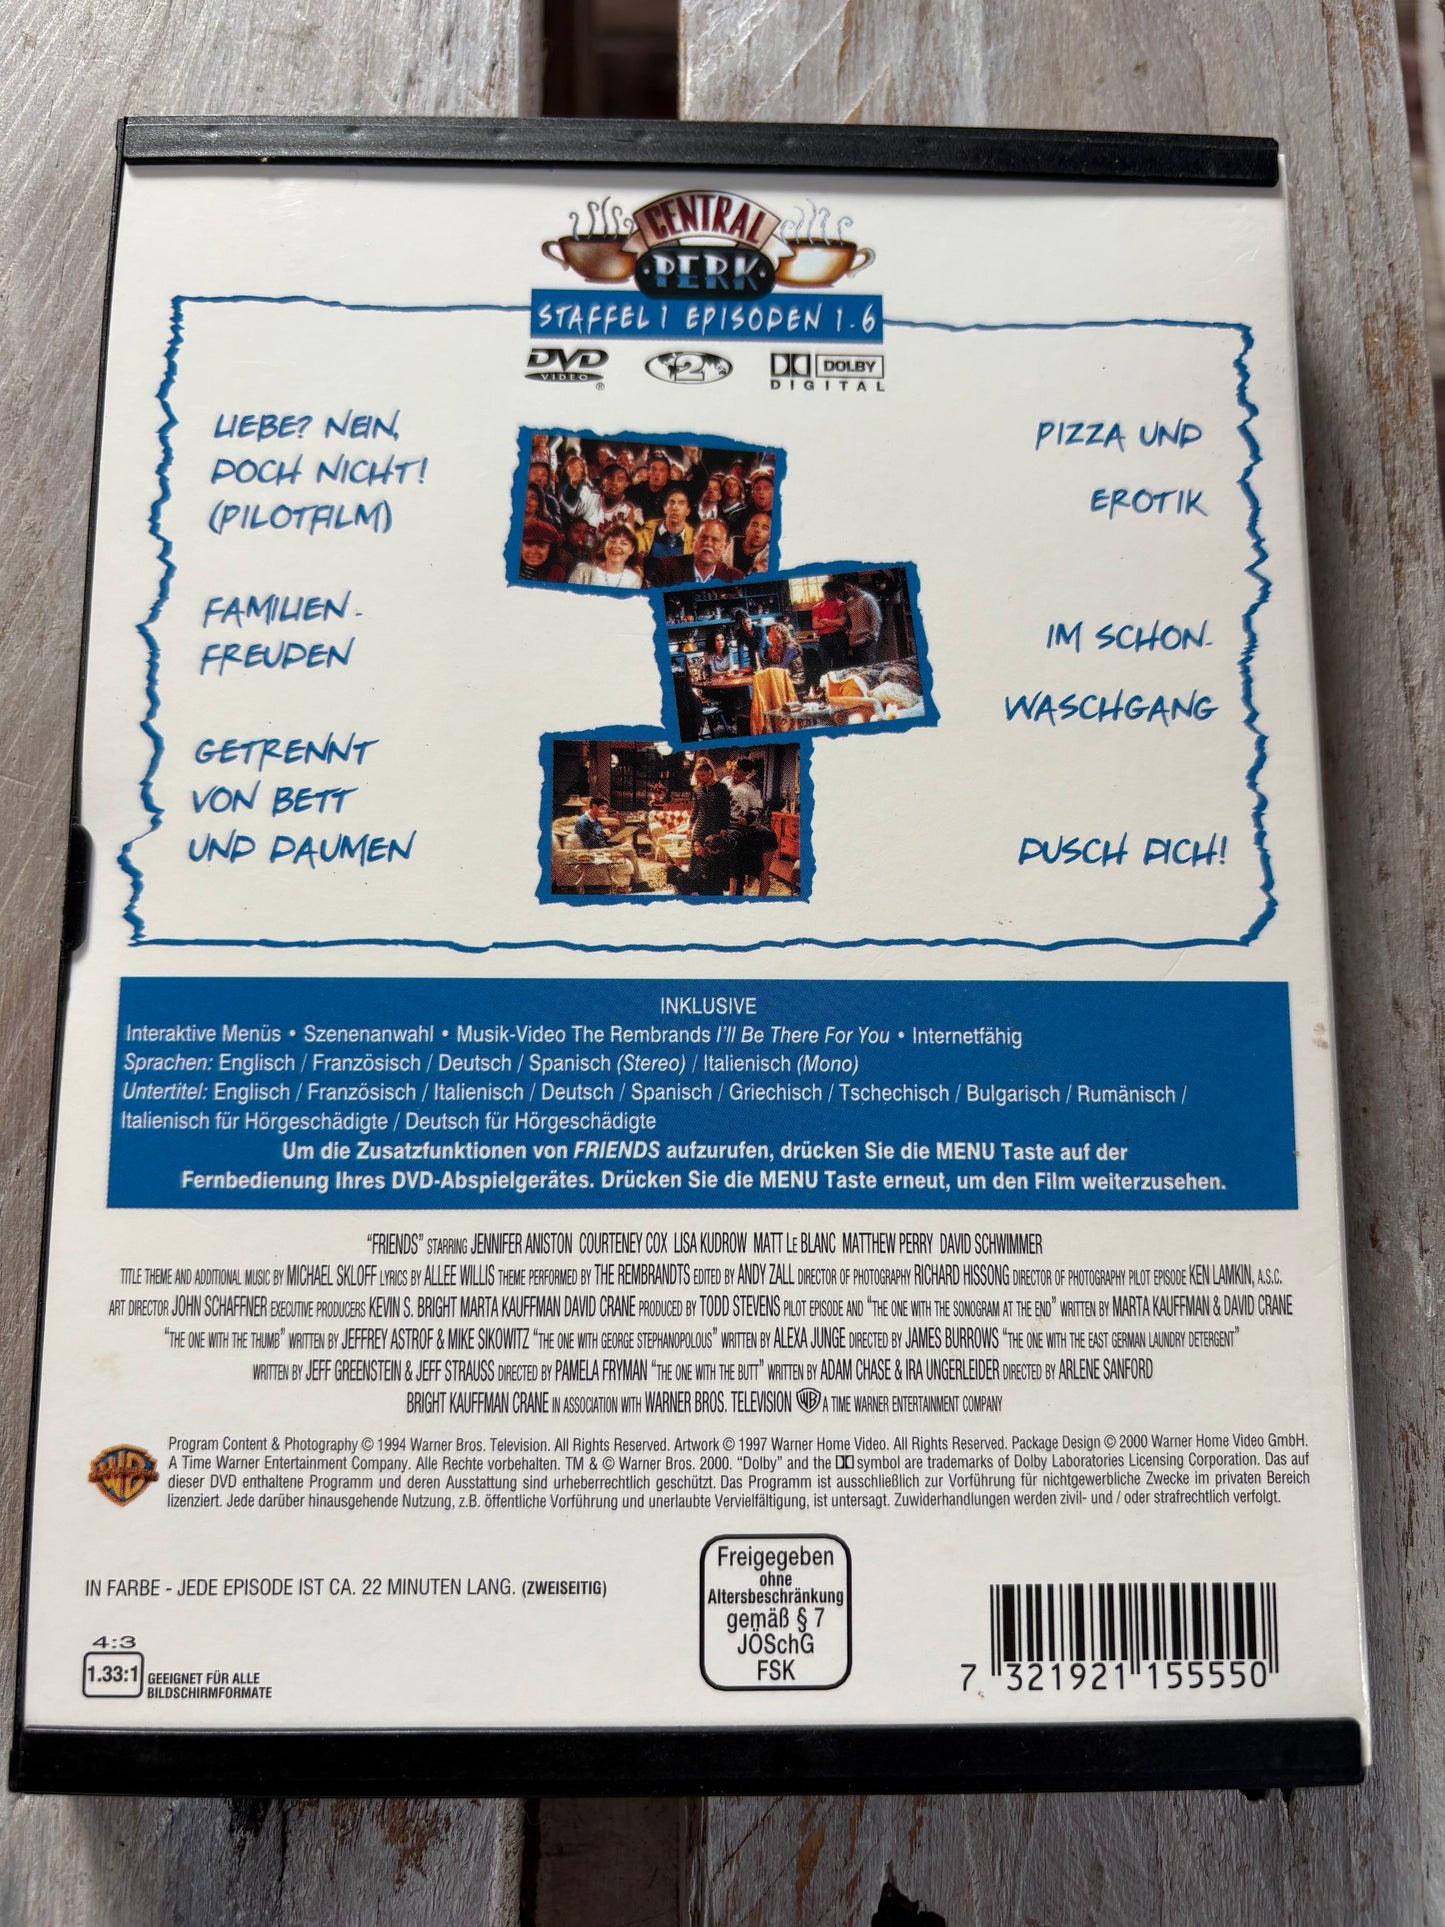 CENTRAL
PERK
STAFFEL 1 EPISODEN 1-6
DVD
VIDEO
2
DOLBY
DIGITAL
LIEBE? NEIN,
DOCH NICHT!
(PILOTFILM)
FAMILIEN-
FREUDEN
GETRENNT
VON BETT
UND DAUMEN
PIZZA UND
EROTIK
IM SCHON-
WASCHGANG
DUSCH DICH!
INKLUSIVE
Interaktive Menüs • Szenenanwahl • Musik-Video The Rembrands I'll Be There For You • Internetfähig
Sprachen: Englisch / Französisch / Deutsch / Spanisch (Stereo) / Italienisch (Mono)
Untertitel: Englisch / Französisch / Italienisch / Deutsch / Spanisch / Griechisch / Tschechisch / Bulgarisch / Rumänisch /
Italienisch für Hörgeschädigte / Deutsch für Hörgeschädigte
Um die Zusatzfunktionen von FRIENDS aufzurufen, drücken Sie die MENU Taste auf der
Fernbedienung Ihres DVD-Abspielgerätes. Drücken Sie die MENU Taste erneut, um den Film weiterzusehen.
"FRIENDS" STARRING JENNIFER ANISTON COURTENEY COX LISA KUDROW MATT LE BLANC MATTHEW PERRY DAVID SCHWIMMER
TITLE THEME AND ADDITIONAL MUSIC BY MICHAEL SKLOFF LYRICS BY ALLEE WILLIS THEME PERFORMED BY THE REMBRANDTS EDITED BY ANDY ZALL DIRECTOR OF PHOTOGRAPHY RICHARD HISSONG DIRECTOR OF PHOTOGRAPHY PILOT EPISODE KEN LAMKIN, A.S.C.
ART DIRECTOR JOHN SCHAFFNER EXECUTIVE PRODUCERS KEVIN S. BRIGHT MARTA KAUFFMAN DAVID CRANE PRODUCED BY TODD STEVENS PILOT EPISODE AND "THE ONE WITH THE SONOGRAM AT THE END" WRITTEN BY MARTA KAUFFMAN & DAVID CRANE
"THE ONE WITH THE THUMB" WRITTEN BY JEFFREY ASTROF & MIKE SIKOWITZ "THE ONE WITH GEORGE STEPHANOPOLOUS" WRITTEN BY ALEXA JUNGE DIRECTED BY JAMES BURROWS "THE ONE WITH THE EAST GERMAN LAUNDRY DETERGENT"
WRITTEN BY JEFF GREENSTEIN & JEFF STRAUSS DIRECTED BY PAMELA FRYMAN "THE ONE WITH THE BUTT" WRITTEN BY ADAM CHASE & IRA UNGERLEIDER DIRECTED BY ARLENE SANFORD
BRIGHT KAUFFMAN CRANE IN ASSOCIATION WITH WARNER BROS. TELEVISION WB A TIME WARNER ENTERTAINMENT COMPANY
Program Content & Photography © 1994 Warner Bros. Television. All Rights Reserved. Artwork © 1997 Warner Home Video. All Rights Reserved. Package Design © 2000 Warner Home Video GmbH.
A Time Warner Entertainment Company. Alle Rechte vorbehalten. TM & © Warner Bros. 2000. "Dolby" and the symbol are trademarks of Dolby Laboratories Licensing Corporation. Das auf
dieser DVD enthaltene Programm und deren Ausstattung sind urheberrechtlich geschützt. Das Programm ist ausschließlich zur Vorführung für nichtgewerbliche Zwecke im privaten Bereich
lizenziert. Jede darüber hinausgehende Nutzung, z.B. öffentliche Vorführung und unerlaubte Vervielfältigung, ist untersagt. Zuwiderhandlungen werden zivil- und / oder strafrechtlich verfolgt.
IN FARBE - JEDE EPISODE IST CA. 22 MINUTEN LANG. (ZWEISEITIG)
Freigegeben
ohne
Altersbeschränkung
gemäß § 7
JÖSchG
FSK
4:3
1.33:1
GEEIGNET FÜR ALLE
BILDSCHIRMFORMATE
7 321921 155550